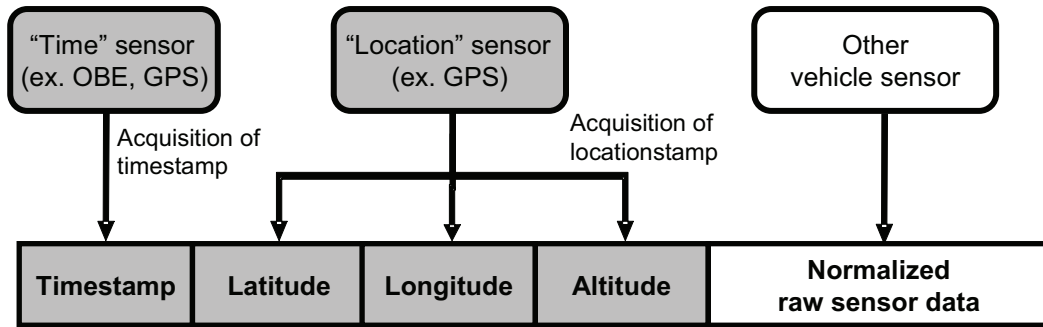 “Time” sensor
(ex. OBE, GPS)
“Location” sensor
(ex. GPS)
Other
vehicle sensor
Acquisition of
timestamp
Acquisition of
locationstamp
Timestamp
Latitude
Longitude
Altitude
Normalized
raw sensor data